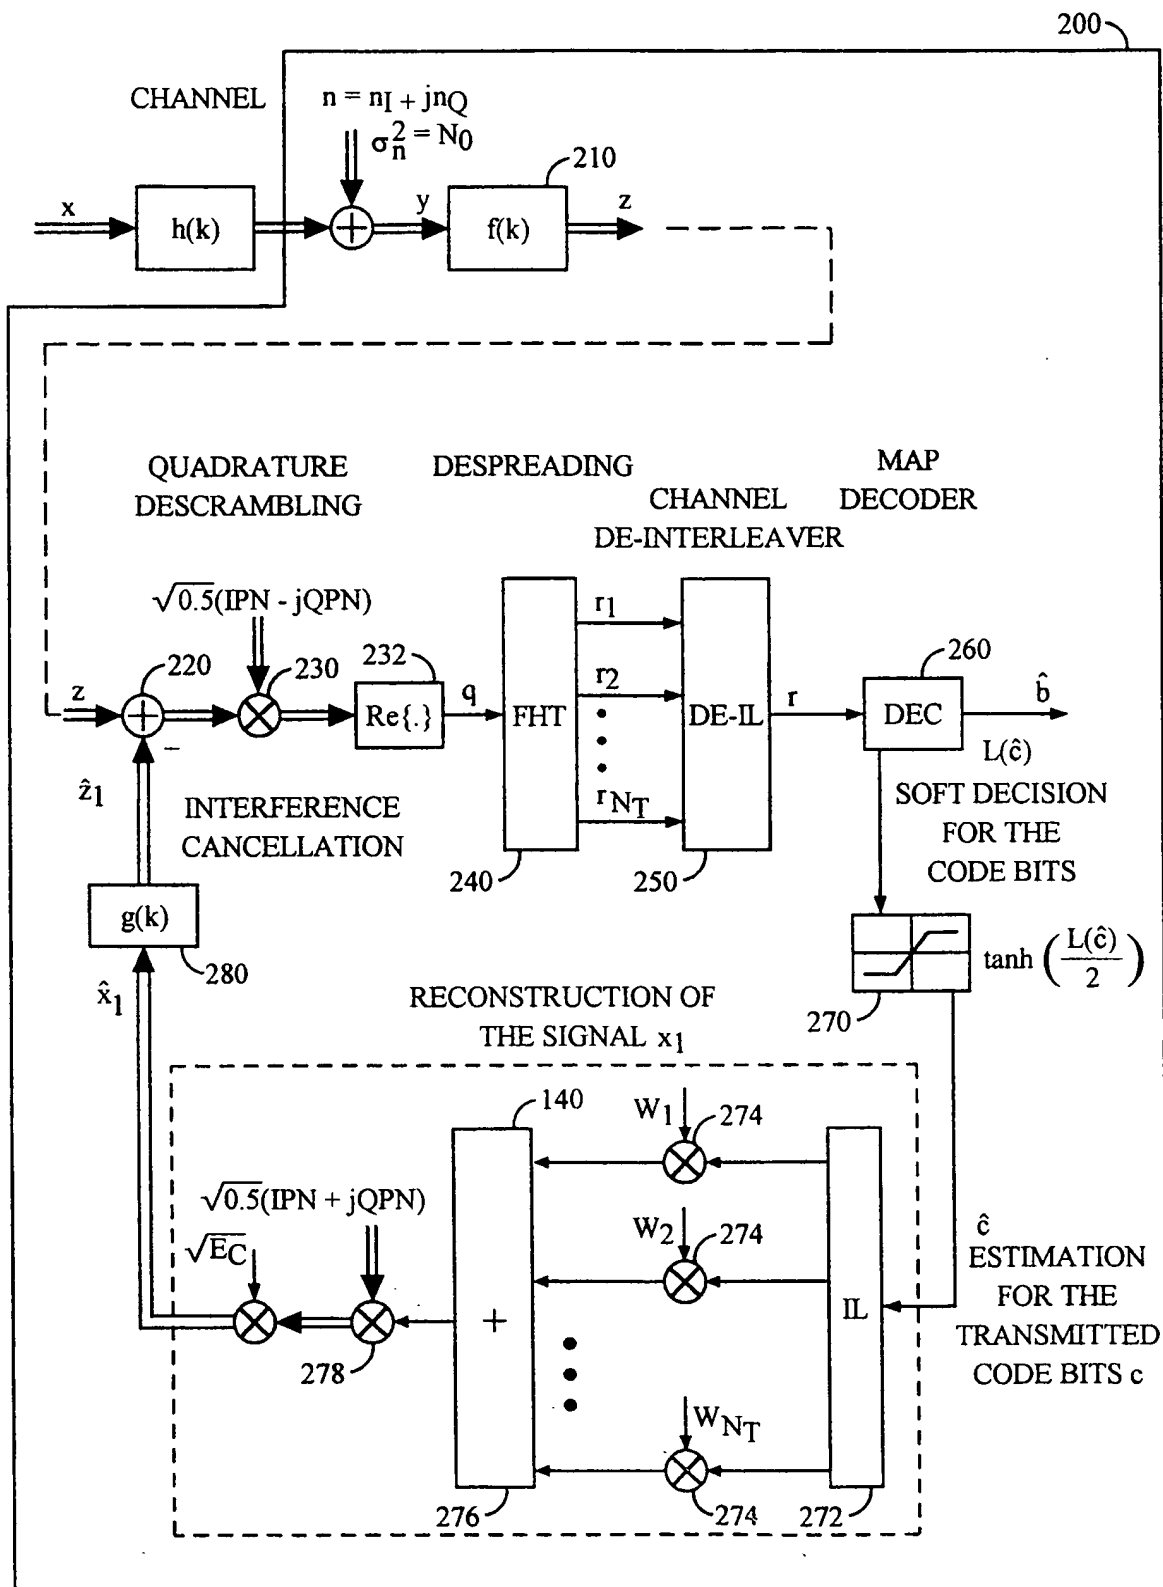 200
CHANNEL
n = nI + jnQ
σn² = N0
210
x
h(k)
+
y
f(k)
z
QUADRATURE
DESCRAMBLING
DESPREADING
CHANNEL
DE-INTERLEAVER
MAP
DECODER
√0.5(IPN - jQPN)
220
230
232
260
z
+
−
Re{.}
q
FHT
r1
r2
rNT
DE-IL
r
DEC
b̂
L(ĉ)
ẑ1
INTERFERENCE
CANCELLATION
SOFT DECISION
FOR THE
CODE BITS
240
250
g(k)
280
x̂1
tanh (L(ĉ)/2)
270
RECONSTRUCTION OF
THE SIGNAL x1
140
W1
274
√0.5(IPN + jQPN)
√EC
W2
274
278
+
IL
ĉ
ESTIMATION
FOR THE
TRANSMITTED
CODE BITS c
WNT
276
274
272